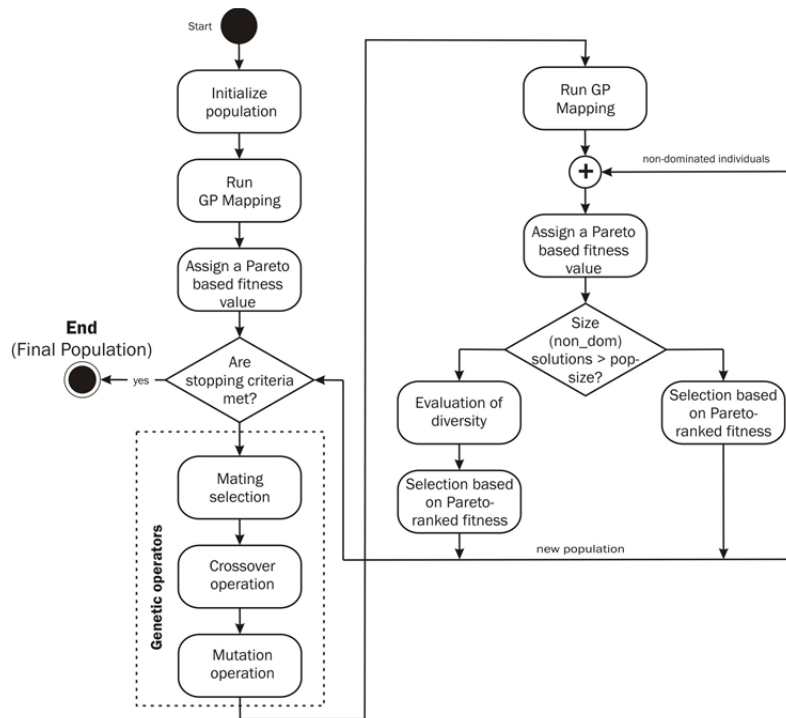 Start
Initialize
population
Run
GP Mapping
Assign a Pareto
based fitness
value
End
(Final Population)
yes
Are
stopping criteria
met?
Genetic operators
Mating
selection
Crossover
operation
Mutation
operation
Run GP
Mapping
+
non-dominated individuals
Assign a Pareto
based fitness
value
Size
(non_dom)
solutions > pop-
size?
Evaluation of
diversity
Selection based
on Pareto-
ranked fitness
Selection based
on Pareto-
ranked fitness
new population